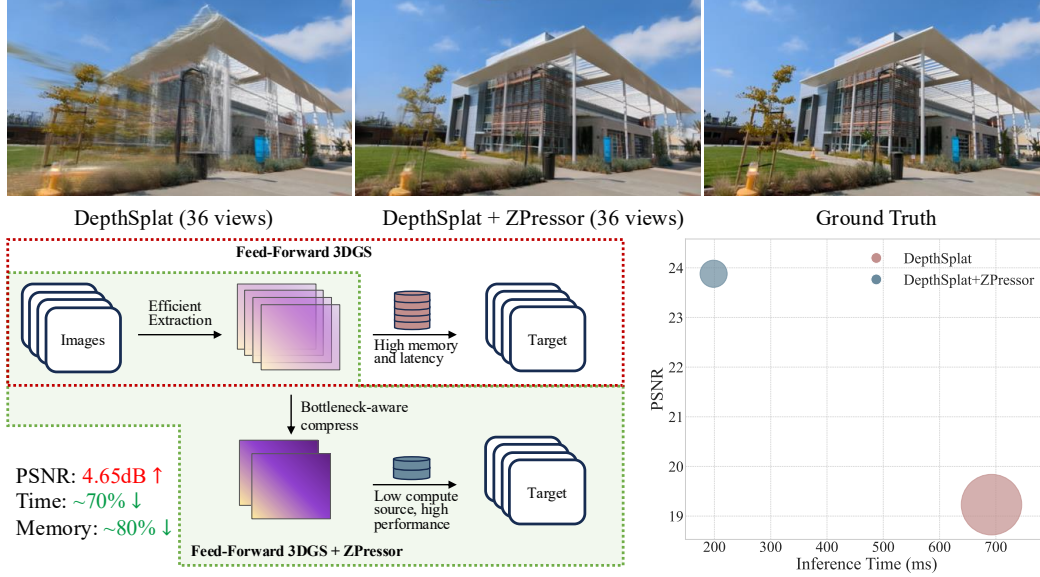 DepthSplat (36 views)
DepthSplat + ZPressor (36 views)
Ground Truth
Feed-Forward 3DGS
Images
Efficient
Extraction
High memory
and latency
Target
Bottleneck-aware
compress
Low compute
source, high
performance
Target
PSNR: 4.65dB ↑
Time: ~70% ↓
Memory: ~80% ↓
Feed-Forward 3DGS + ZPressor
DepthSplat
DepthSplat+ZPressor
PSNR
24
23
22
21
20
19
200 300 400 500 600 700
Inference Time (ms)